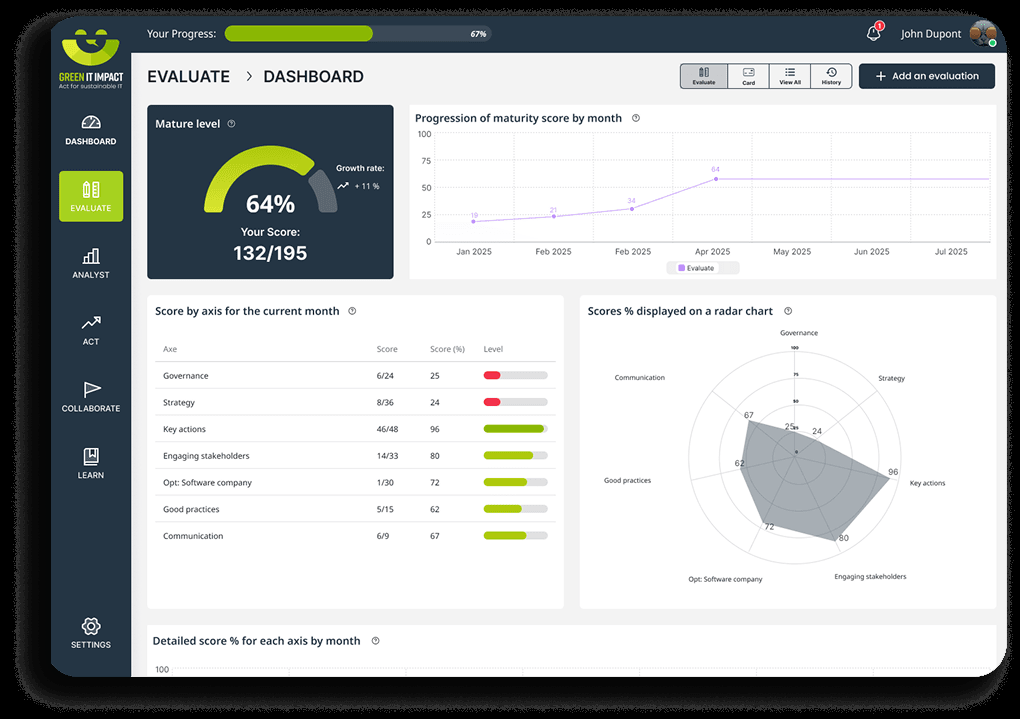 Your Progress:
67%
1
John Dupont
GREEN IT IMPACT
Act for sustainable IT
DASHBOARD
EVALUATE
ANALYST
ACT
COLLABORATE
LEARN
SETTINGS
EVALUATE > DASHBOARD
Evaluate
Card
View All
History
+ Add an evaluation
Mature level ?
Growth rate:
+ 11 %
64%
Your Score:
132/195
Progression of maturity score by month ?
100
75
50
25
0
19
21
34
64
Jan 2025 Feb 2025 Feb 2025 Apr 2025 May 2025 Jun 2025 Jul 2025
Evaluate
Score by axis for the current month ?
Axe Score Score (%) Level
Governance 6/24 25
Strategy 8/36 24
Key actions 46/48 96
Engaging stakeholders 14/33 80
Opt: Software company 1/30 72
Good practices 5/15 62
Communication 6/9 67
Scores % displayed on a radar chart ?
Governance
Strategy
Key actions
Engaging stakeholders
Opt: Software company
Good practices
Communication
100
75
50
25
0
25
24
96
80
72
62
67
Detailed score % for each axis by month ?
100